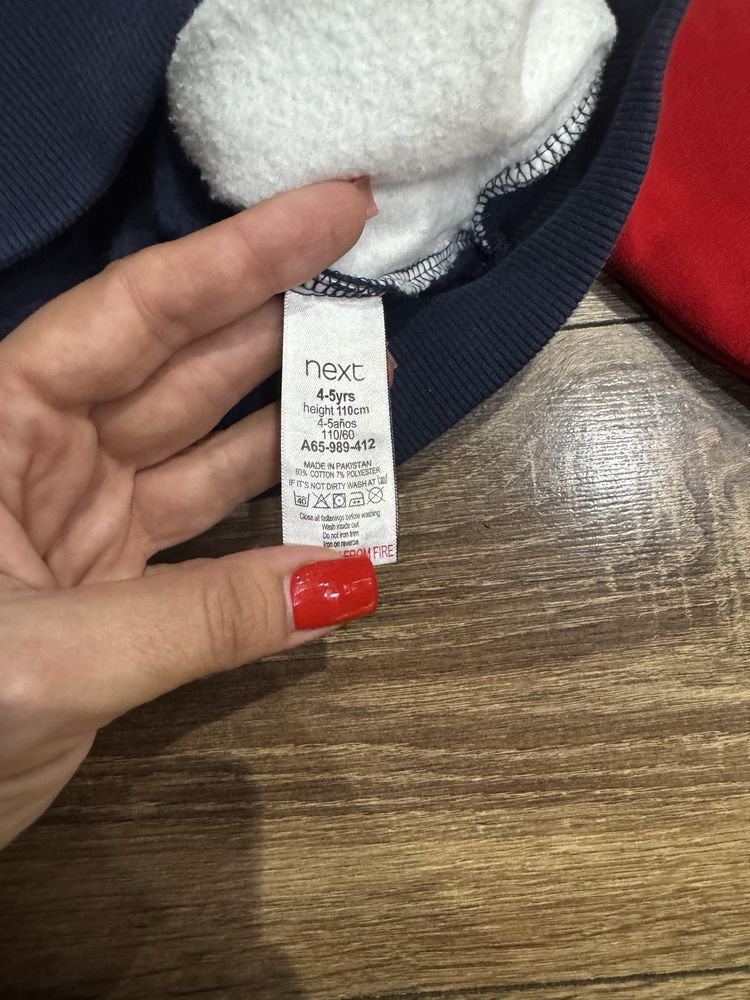 next
4-5yrs
height 110cm
4-5años
110/60
A65-989-412
MADE IN PAKISTAN
93% COTTON 7% POLYESTER
IF IT'S NOT DIRTY WASH AT
40
Close all fastenings before washing
Wash inside out
Do not iron trim
Iron on reverse
FROM FIRE